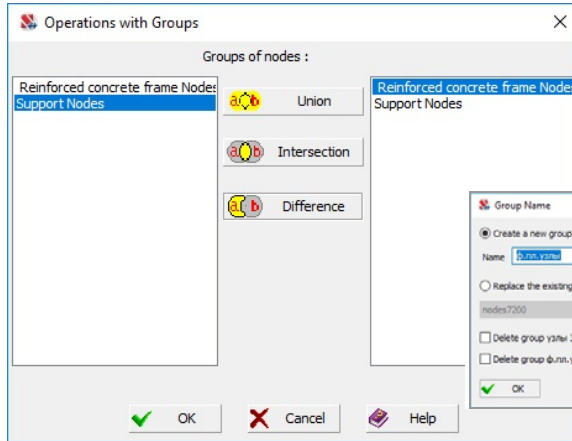 Operations with Groups
Groups of nodes :
Reinforced concrete frame Nodes
Support Nodes
a b Union
a b Intersection
a b Difference
Reinforced concrete frame Nodes
Support Nodes
Group Name
Create a new group
Name ф.пл.узлы
Replace the existing
nodes7200
Delete group узлы
Delete group ф.пл.
OK
OK
Cancel
Help